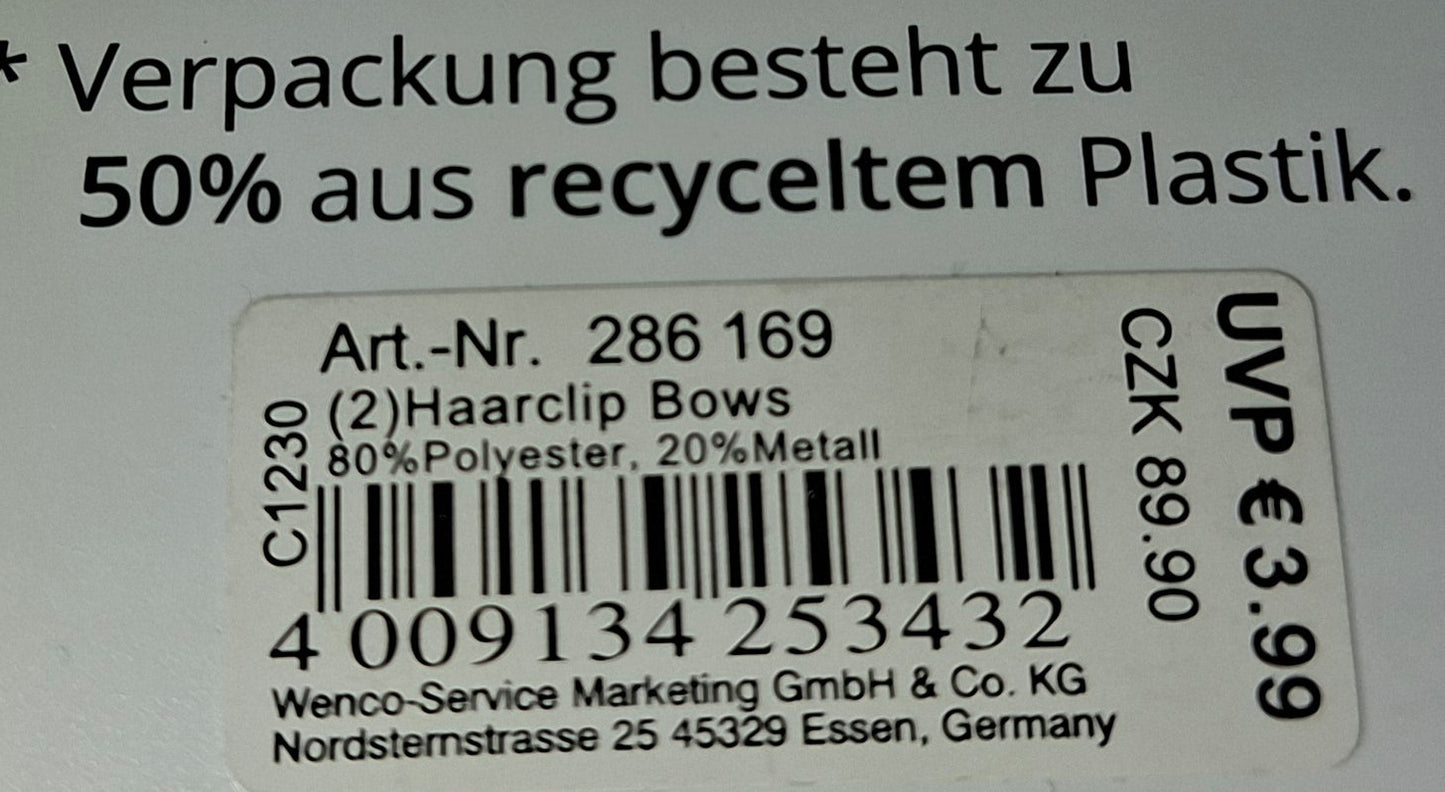 * Verpackung besteht zu
50% aus recyceltem Plastik.
Art.-Nr. 286 169
(2)Haarclip Bows
80%Polyester, 20%Metall
C1230
4 009134 253432
Wenco-Service Marketing GmbH & Co. KG
Nordsternstrasse 25 45329 Essen, Germany
CZK 89.90
UVP € 3.99